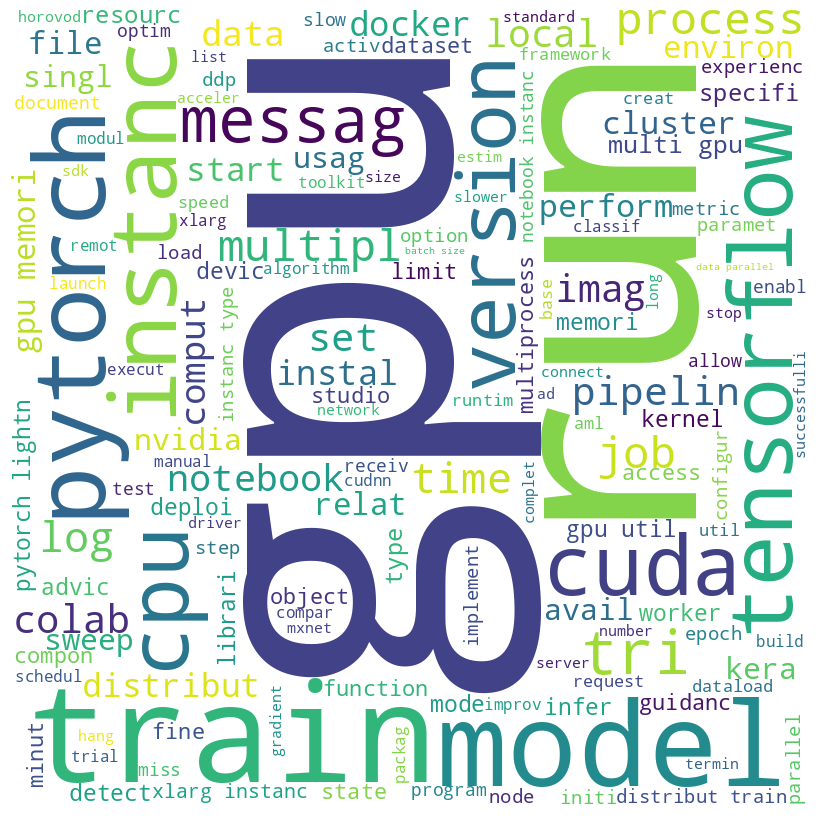 horovod
resourc
optim
file
singl
document
modul
sdk
pytorch
gpu memori
remot
launch
execut
instanc
list
ddp
acceler
data
slow
activ
docker
dataset
messag
start
usag
toolkit
size
speed
xlarg
load
multipl
option
batch size
devic
algorithm
limit
comput
instanc type
set
instal
studio
network
gpu
version
estim
slower
runtim
standard
local
framework
process
environ
experienc
specifi
creat
cluster
multi gpu
notebook instanc
run
perform
metric
classif
paramet
data parallel
enabl
stop
tensorflow
imag
base
long
memori
multiprocess
connect
allow
ad
pipelin
aml
kernel
successfulli
job
access
configur
nvidia
manual
test
notebook
receiv
cudnn
time
complet
deploi
relat
driver
step
type
pytorch lightn
log
cpu
advic
colab
sweep
compon
schedul
librari
object
compar
mxnet
implement
gpu util
util
cuda
avail
worker
number
epoch
build
tri
server
kera
request
dataload
distribut
function
mode
improv
infer
guidanc
train
model
termin
minut
hang
trial
fine
gradient
miss
packag
parallel
detect
xlarg instanc
state
program
node
initi
distribut train